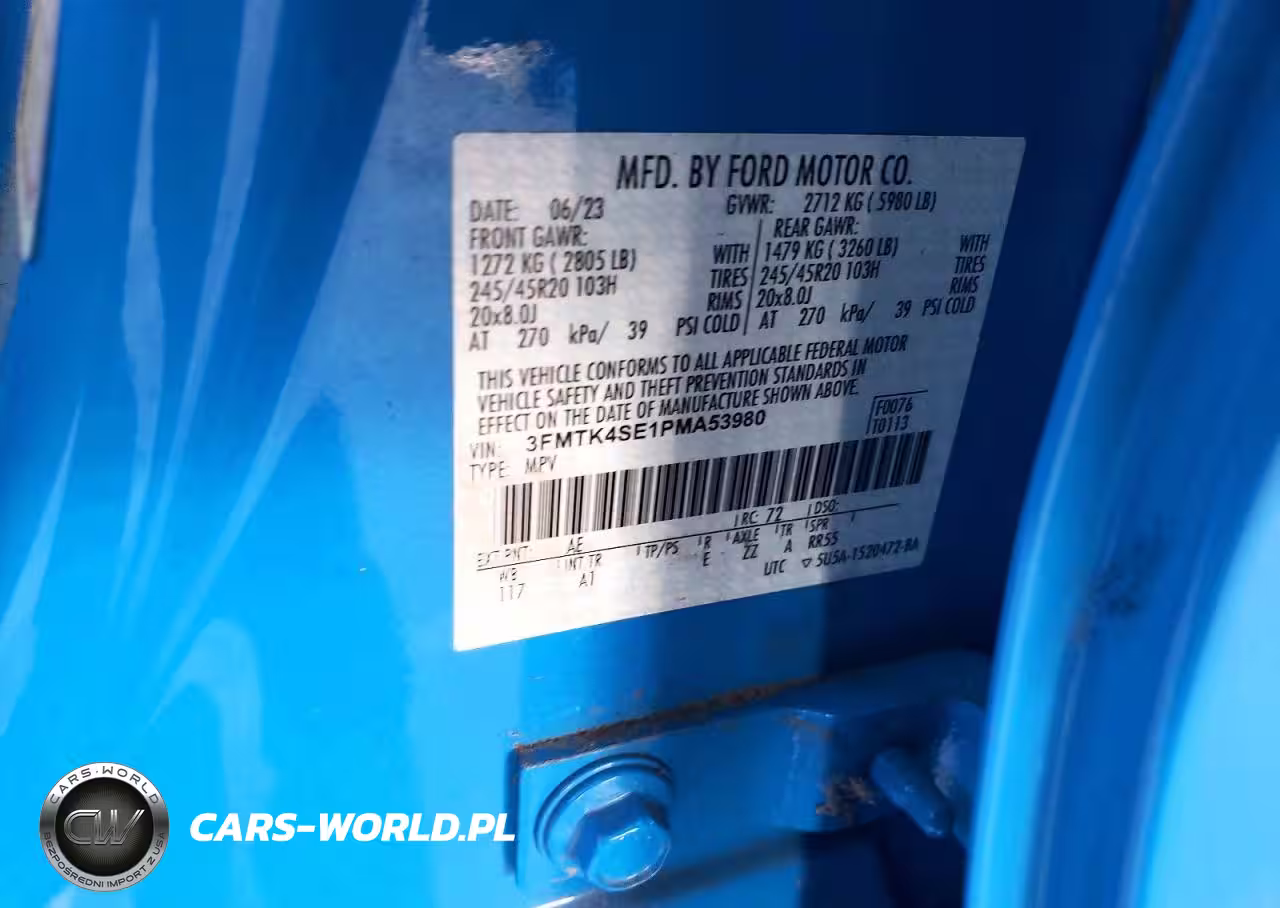 MFD. BY FORD MOTOR CO.
DATE: 06/23 GVWR: 2712 KG ( 5980 LB)
FRONT GAWR: REAR GAWR:
1272 KG ( 2805 LB) WITH 1479 KG ( 3260 LB) WITH
245/45R20 103H TIRES 245/45R20 103H TIRES
20x8.0J RIMS 20x8.0J RIMS
AT 270 kPa/ 39 PSI COLD AT 270 kPa/ 39 PSI COLD
THIS VEHICLE CONFORMS TO ALL APPLICABLE FEDERAL MOTOR
VEHICLE SAFETY AND THEFT PREVENTION STANDARDS IN
EFFECT ON THE DATE OF MANUFACTURE SHOWN ABOVE.
VIN: 3FMTK4SE1PMA53980
F0076
TYPE: MPV
T0113
EXT PNT: AE RC: 72 DSO:
WB INT TR TP/PS R AXLE TR SPR
117 A1 E ZZ A RR55
UTC ▽ 5U5A-1520472-BA
CARS-WORLD
CW
BEZPOŚREDNI IMPORT Z USA
CARS-WORLD.PL